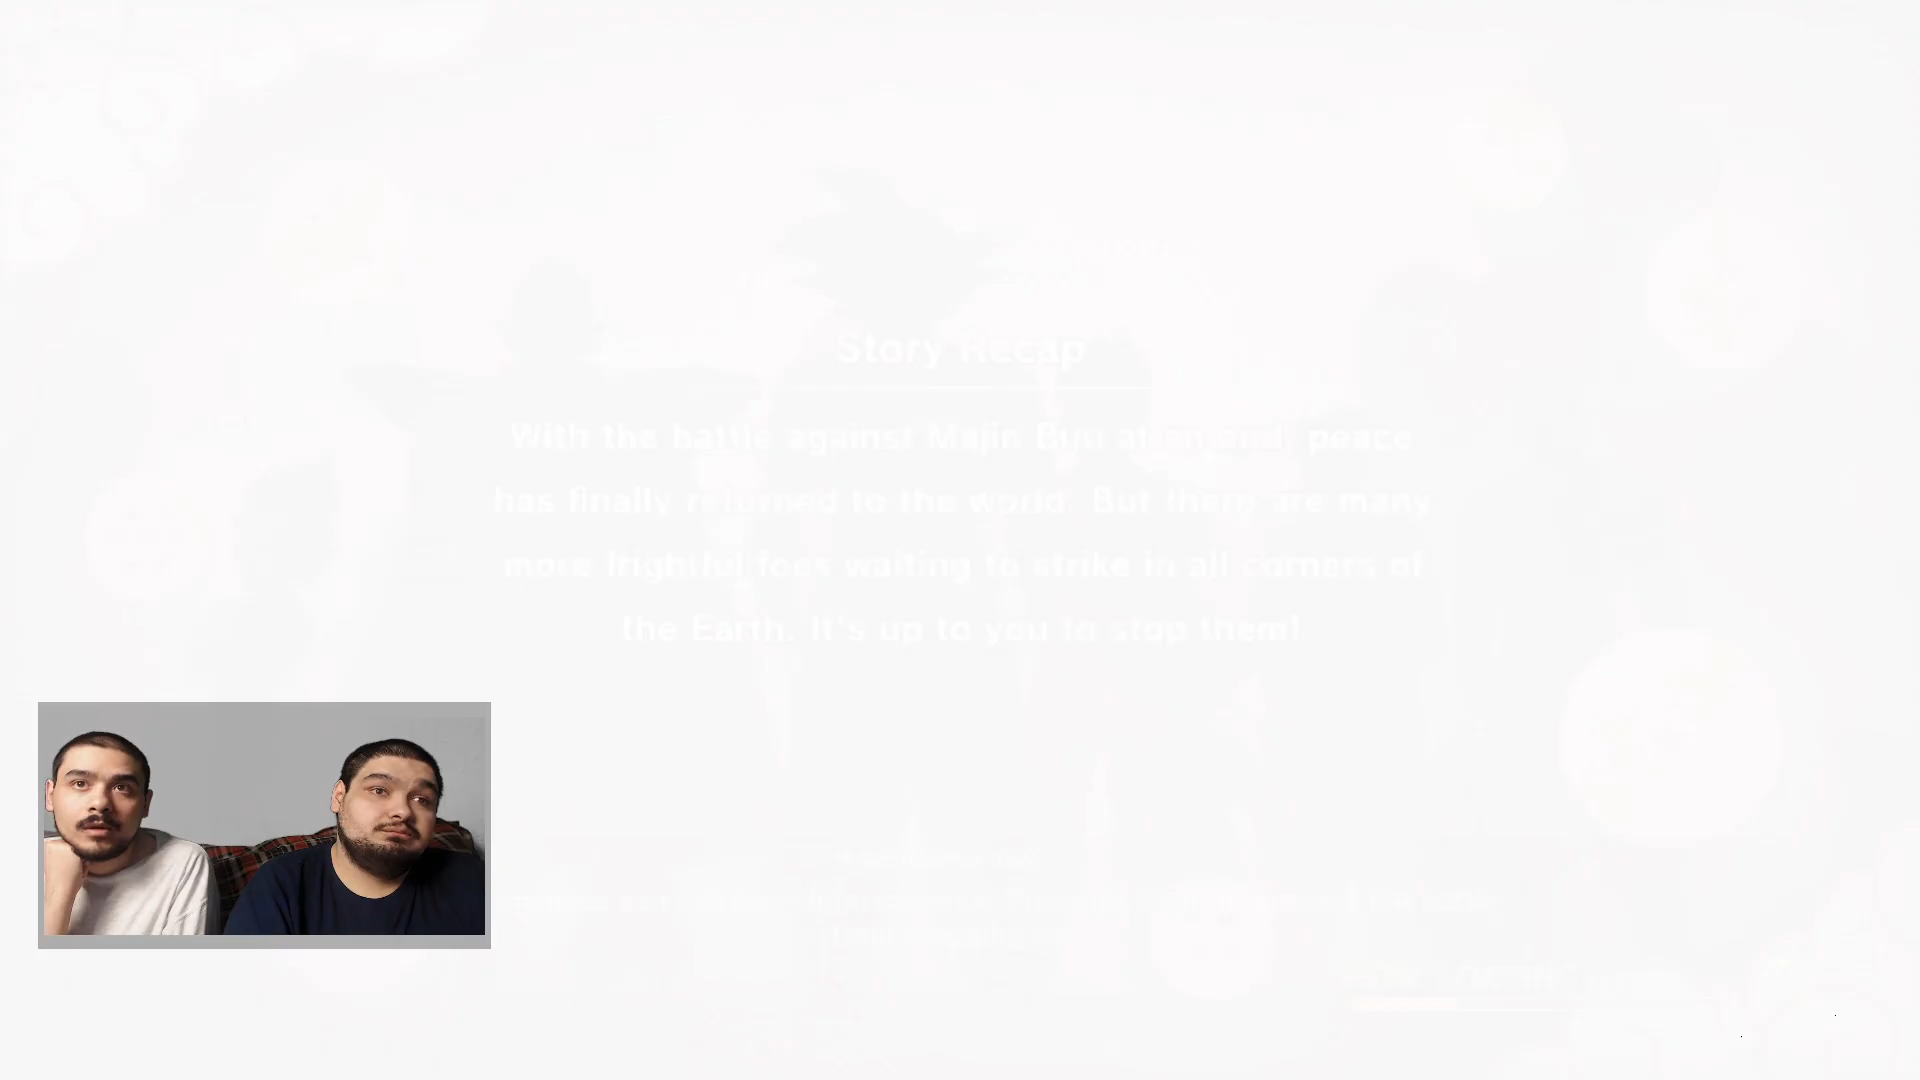 Story Recap
With the battle against Majin Buu at an end, peace
has finally returned to the world. But there are many
more frightful foes waiting to strike in all corners of
the Earth. It's up to you to stop them!